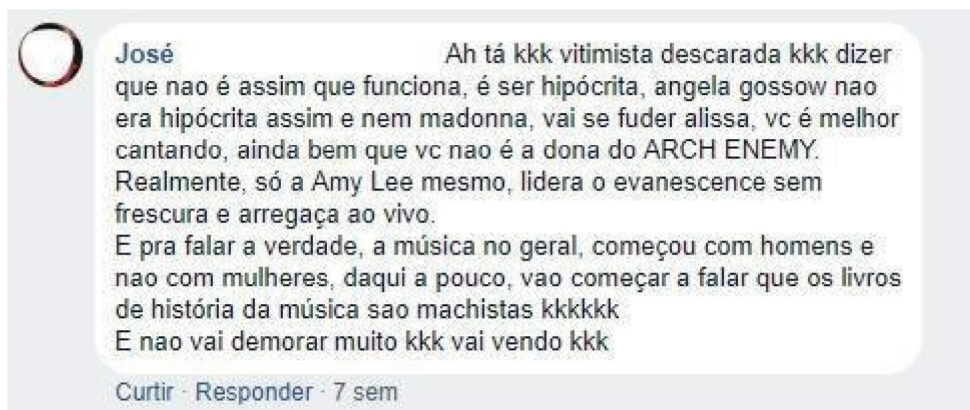 José Ah tá kkk vitimista descarada kkk dizer
que nao é assim que funciona, é ser hipócrita, angela gossow nao
era hipócrita assim e nem madonna, vai se fuder alissa, vc é melhor
cantando, ainda bem que vc nao é a dona do ARCH ENEMY.
Realmente, só a Amy Lee mesmo, lidera o evanescence sem
frescura e arregaça ao vivo.
E pra falar a verdade, a música no geral, começou com homens e
nao com mulheres, daqui a pouco, vao começar a falar que os livros
de história da música sao machistas kkkkkk
E nao vai demorar muito kkk vai vendo kkk
Curtir · Responder · 7 sem